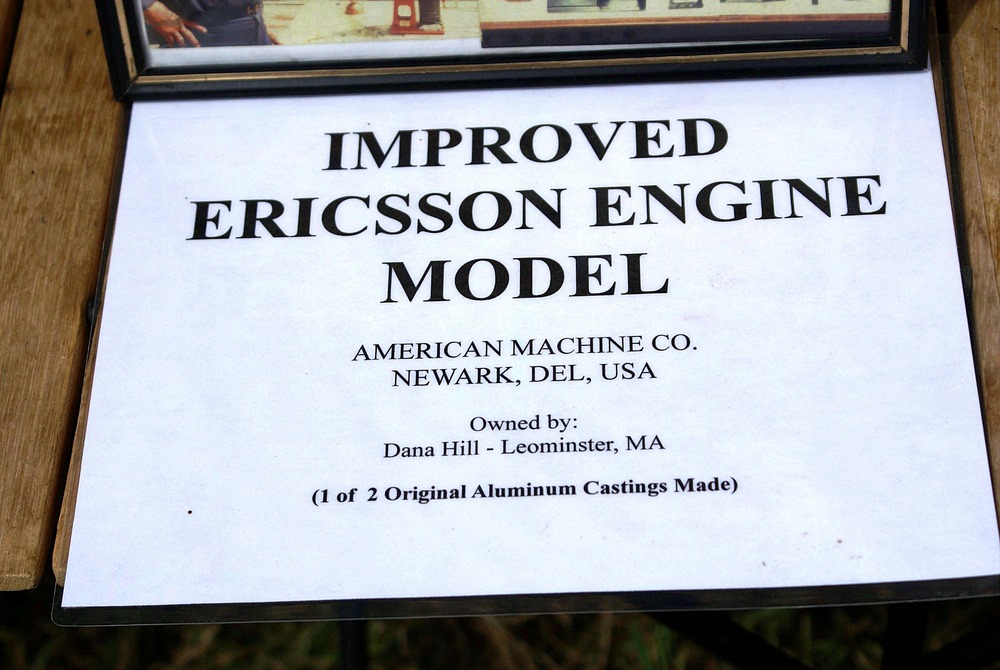 IMPROVED
ERICSSON ENGINE
MODEL
AMERICAN MACHINE CO.
NEWARK, DEL, USA
Owned by:
Dana Hill - Leominster, MA
(1 of 2 Original Aluminum Castings Made)